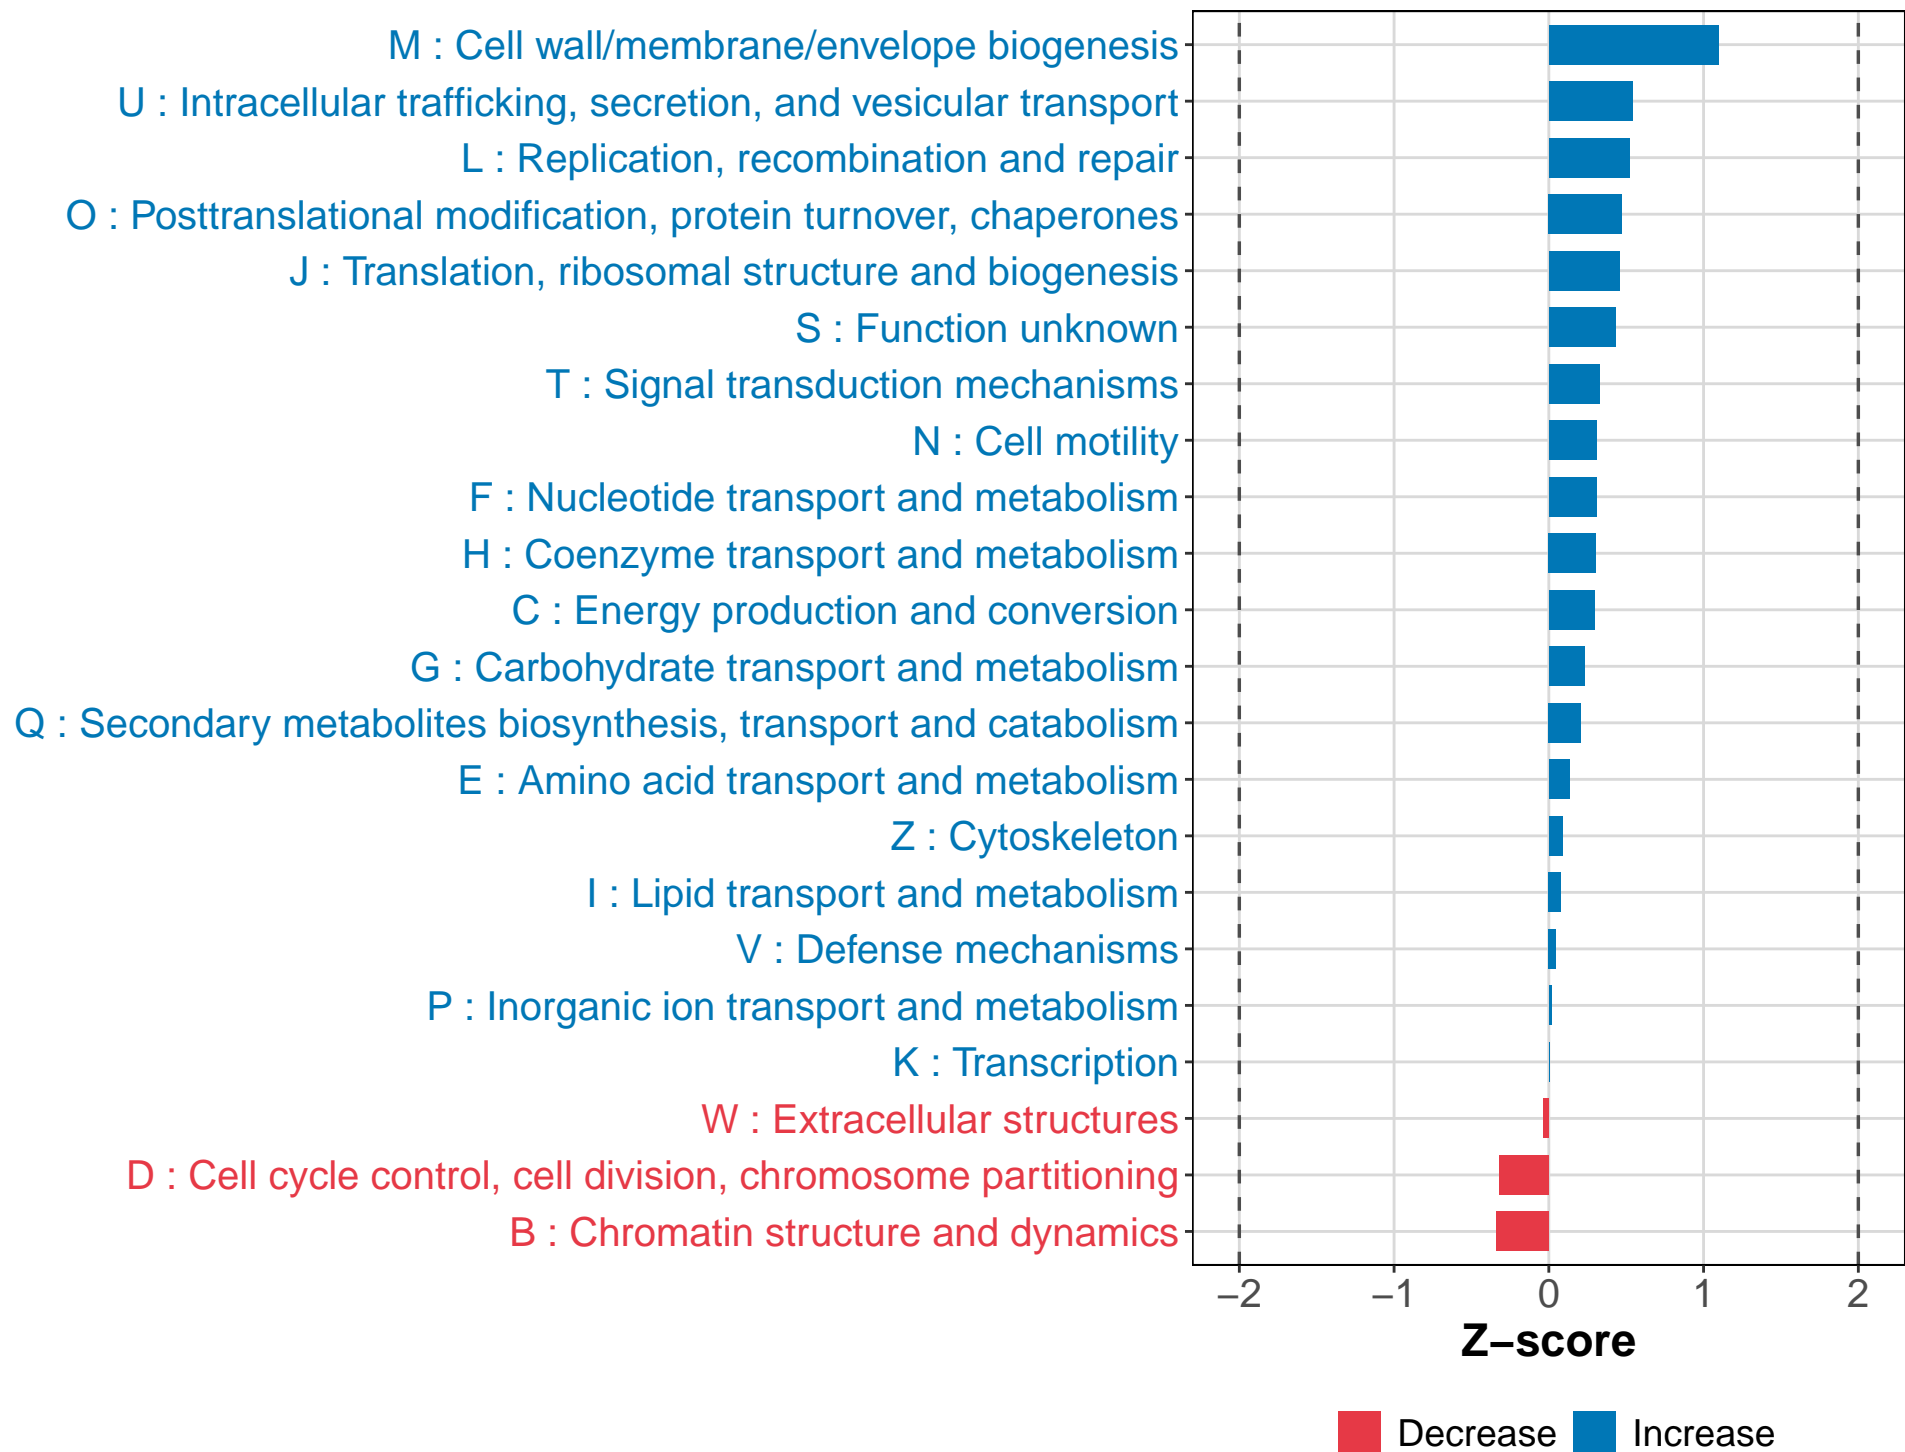 M : Cell wall/membrane/envelope biogenesis
U : Intracellular trafficking, secretion, and vesicular transport
L : Replication, recombination and repair
O : Posttranslational modification, protein turnover, chaperones
J : Translation, ribosomal structure and biogenesis
S : Function unknown
T : Signal transduction mechanisms
N : Cell motility
F : Nucleotide transport and metabolism
H : Coenzyme transport and metabolism
C : Energy production and conversion
G : Carbohydrate transport and metabolism
Q : Secondary metabolites biosynthesis, transport and catabolism
E : Amino acid transport and metabolism
Z : Cytoskeleton
I : Lipid transport and metabolism
V : Defense mechanisms
P : Inorganic ion transport and metabolism
K : Transcription
W : Extracellular structures
D : Cell cycle control, cell division, chromosome partitioning
B : Chromatin structure and dynamics
−2 −1 0 1 2
Z−score
Decrease Increase